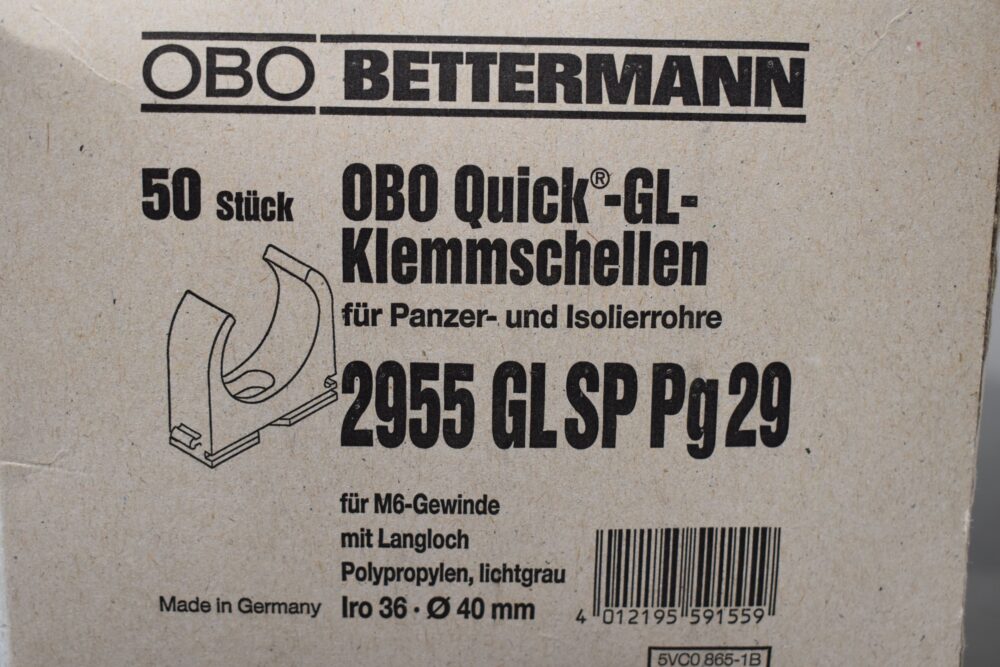 OBO BETTERMANN
50 Stück
OBO Quick®-GL-
Klemmschellen
für Panzer- und Isolierrohre
2955 GL SP Pg 29
für M6-Gewinde
mit Langloch
Polypropylen, lichtgrau
Made in Germany
Iro 36 · Ø 40 mm
4 012195 591559
5VC0 865-1B